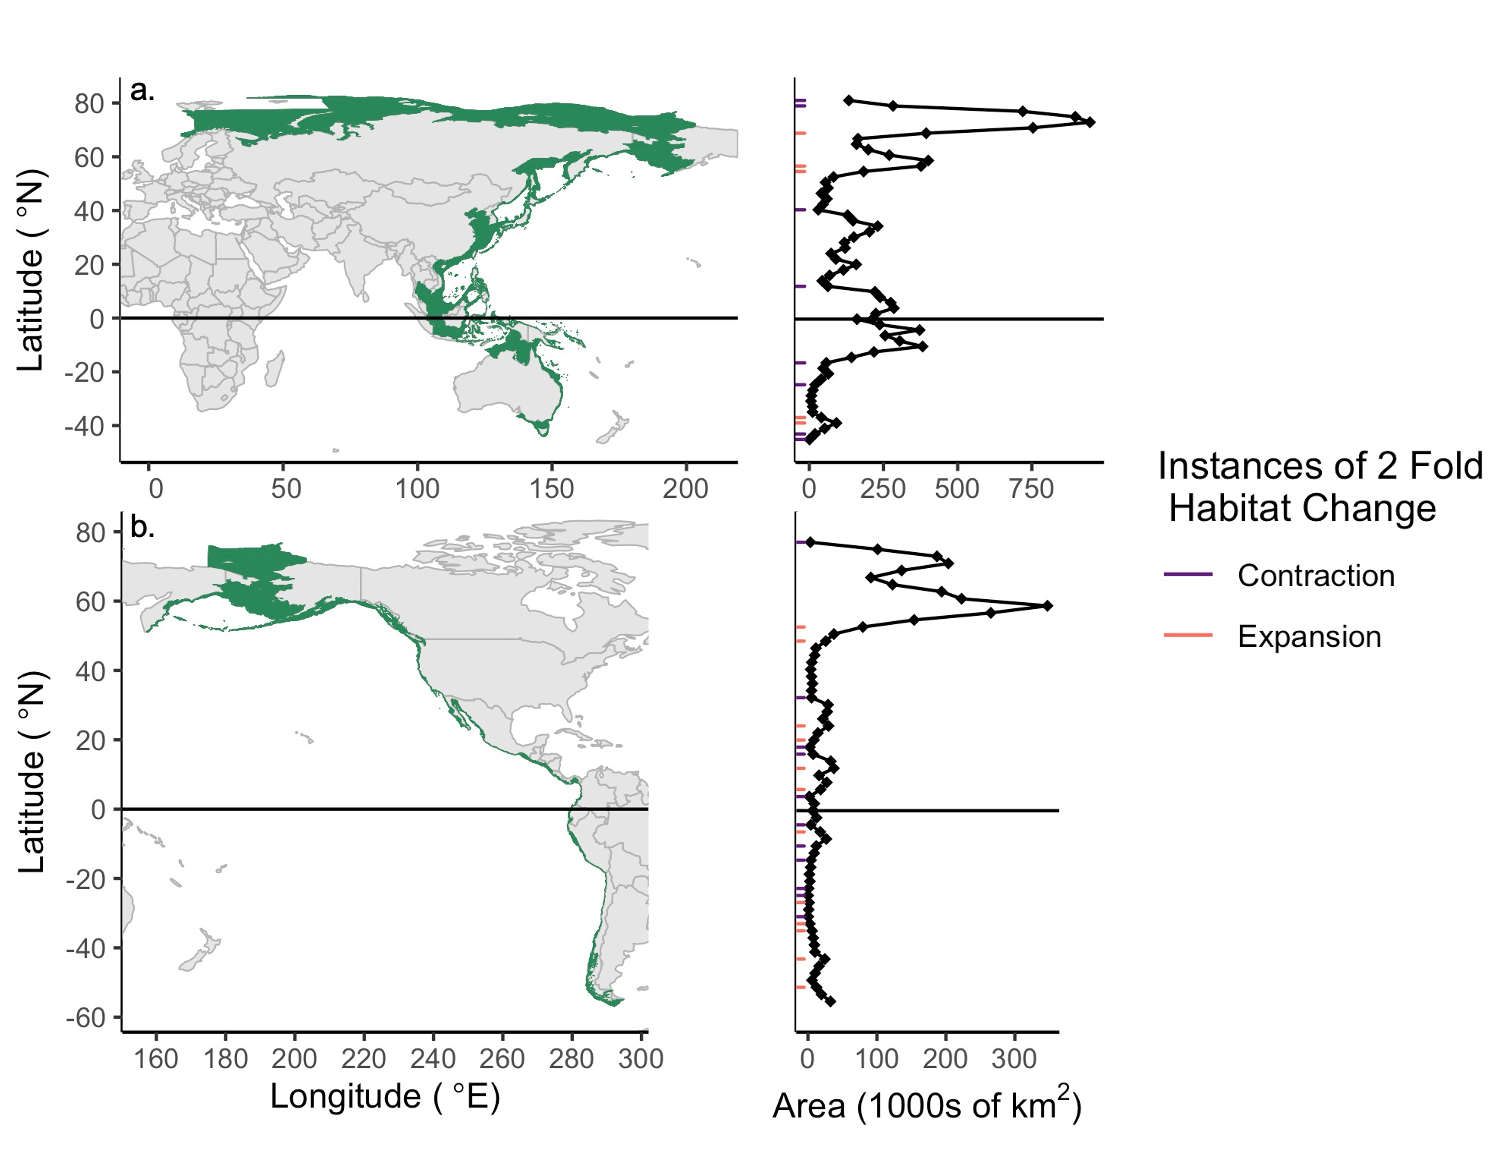 a.
80
60
40
20
0
-20
-40
Latitude ( °N)
0 50 100 150 200
0 250 500 750
b.
80
60
40
20
0
-20
-40
-60
Latitude ( °N)
160 180 200 220 240 260 280 300
Longitude ( °E)
0 100 200 300
Area (1000s of km²)
Instances of 2 Fold
Habitat Change
Contraction
Expansion